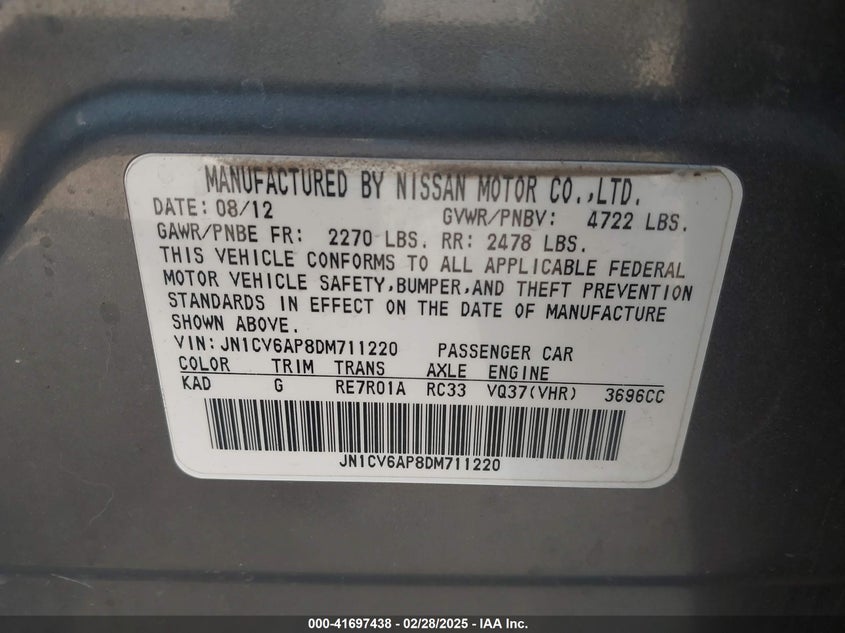 MANUFACTURED BY NISSAN MOTOR CO.,LTD.
DATE: 08/12 GVWR/PNBV: 4722 LBS.
GAWR/PNBE FR: 2270 LBS. RR: 2478 LBS.
THIS VEHICLE CONFORMS TO ALL APPLICABLE FEDERAL
MOTOR VEHICLE SAFETY,BUMPER,AND THEFT PREVENTION
STANDARDS IN EFFECT ON THE DATE OF MANUFACTURE
SHOWN ABOVE.
VIN: JN1CV6AP8DM711220 PASSENGER CAR
COLOR TRIM TRANS AXLE ENGINE
KAD G RE7R01A RC33 VQ37(VHR) 3696CC
JN1CV6AP8DM711220
000-41697438 - 02/28/2025 - IAA Inc.